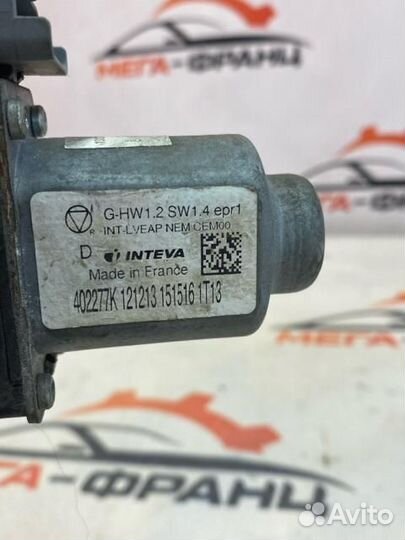 МЕГА-ФРАНЦ
G-HW1.2 SW1.4 epr1
INT-LVEAP NEM CEM00
D INTEVA
Made in France
402277K 121213 151516 1T13
МЕГА-ФРАНЦ
Avito